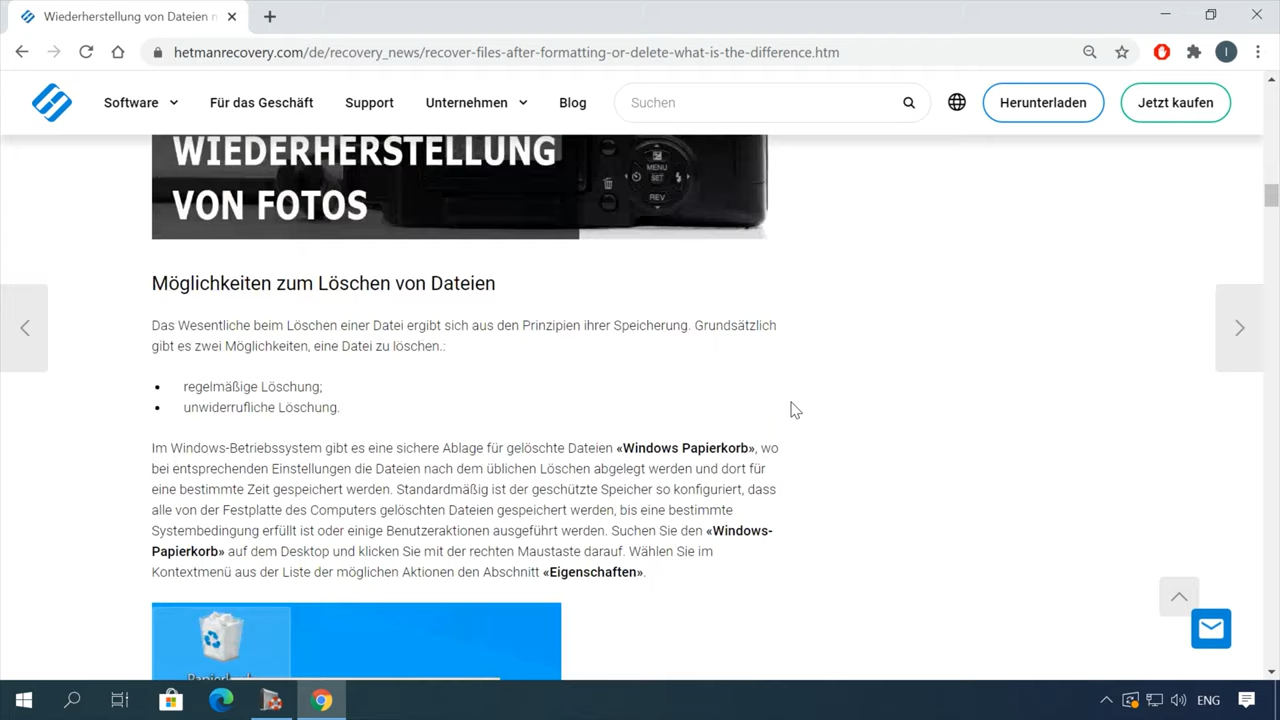 Wiederherstellung von Dateien n
hetmanrecovery.com/de/recovery_news/recover-files-after-formatting-or-delete-what-is-the-difference.htm
I
Software
Für das Geschäft
Support
Unternehmen
Blog
Suchen
Herunterladen
Jetzt kaufen
WIEDERHERSTELLUNG
VON FOTOS
MENU
SET
REV
Möglichkeiten zum Löschen von Dateien
Das Wesentliche beim Löschen einer Datei ergibt sich aus den Prinzipien ihrer Speicherung. Grundsätzlich
gibt es zwei Möglichkeiten, eine Datei zu löschen.:
• regelmäßige Löschung;
• unwiderrufliche Löschung.
Im Windows-Betriebssystem gibt es eine sichere Ablage für gelöschte Dateien «Windows Papierkorb», wo
bei entsprechenden Einstellungen die Dateien nach dem üblichen Löschen abgelegt werden und dort für
eine bestimmte Zeit gespeichert werden. Standardmäßig ist der geschützte Speicher so konfiguriert, dass
alle von der Festplatte des Computers gelöschten Dateien gespeichert werden, bis eine bestimmte
Systembedingung erfüllt ist oder einige Benutzeraktionen ausgeführt werden. Suchen Sie den «Windows-
Papierkorb» auf dem Desktop und klicken Sie mit der rechten Maustaste darauf. Wählen Sie im
Kontextmenü aus der Liste der möglichen Aktionen den Abschnitt «Eigenschaften».
ENG